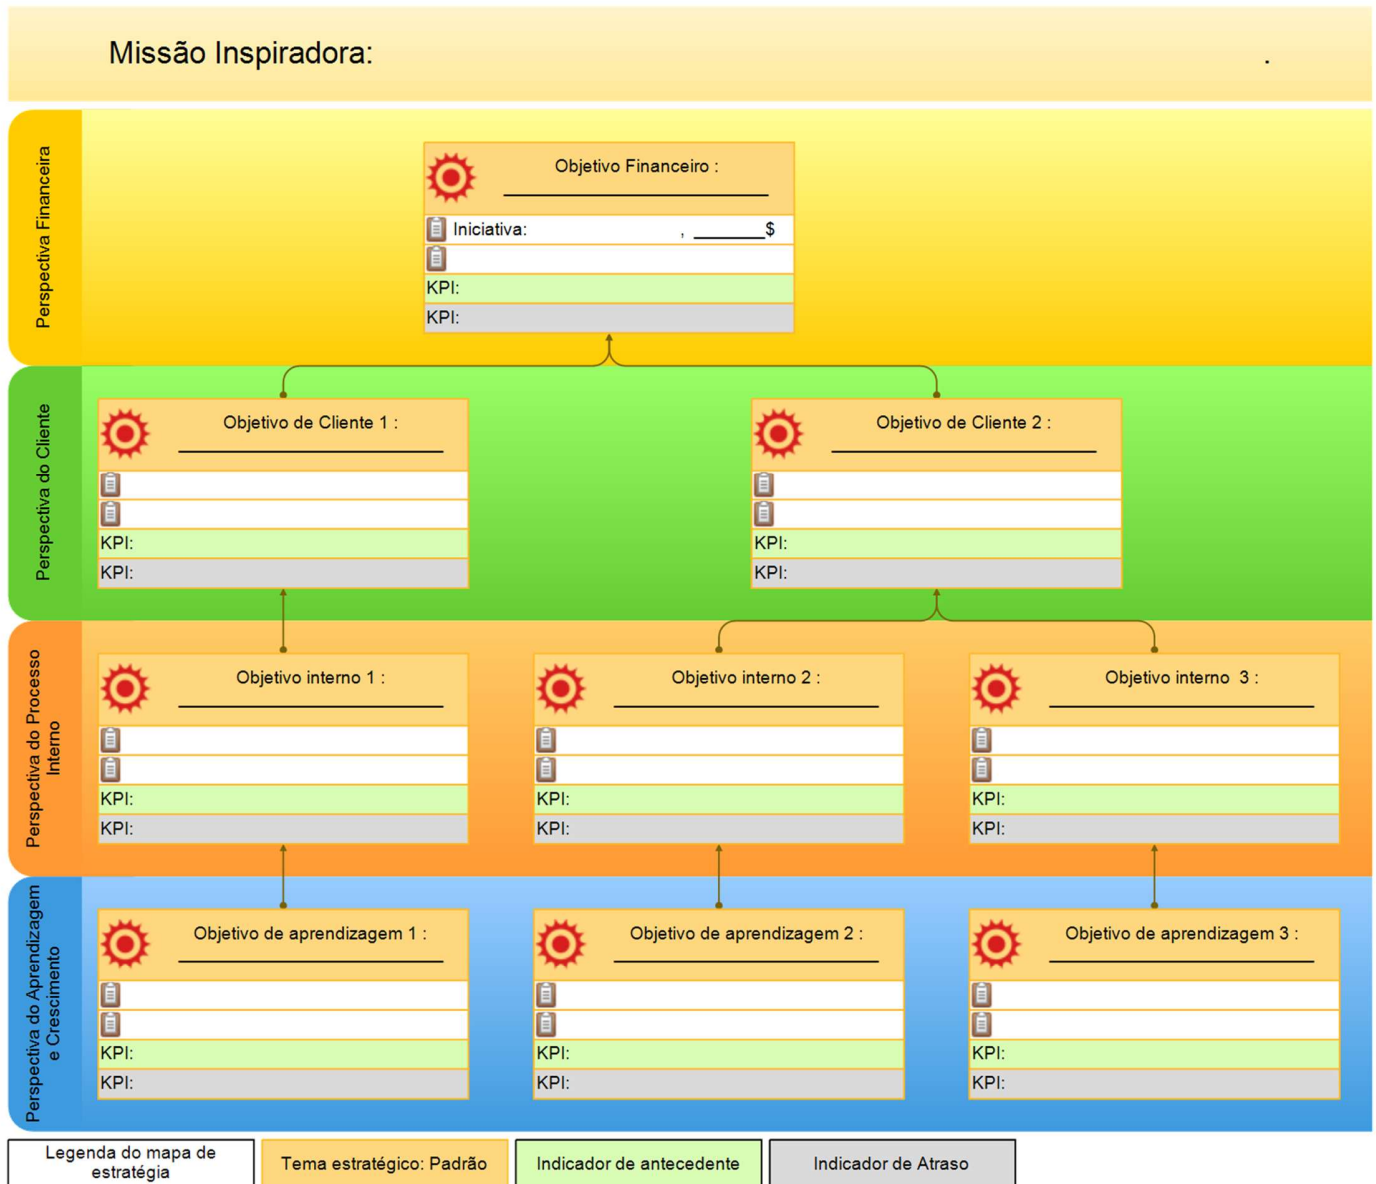 Missão Inspiradora: .
Perspectiva Financeira
Objetivo Financeiro :
Iniciativa: , _______$
KPI:
KPI:
Perspectiva do Cliente
Objetivo de Cliente 1 :
KPI:
KPI:
Objetivo de Cliente 2 :
KPI:
KPI:
Perspectiva do Processo
Interno
Objetivo interno 1 :
KPI:
KPI:
Objetivo interno 2 :
KPI:
KPI:
Objetivo interno 3 :
KPI:
KPI:
Perspectiva do Aprendizagem
e Crescimento
Objetivo de aprendizagem 1 :
KPI:
KPI:
Objetivo de aprendizagem 2 :
KPI:
KPI:
Objetivo de aprendizagem 3 :
KPI:
KPI:
Legenda do mapa de
estratégia
Tema estratégico: Padrão
Indicador de antecedente
Indicador de Atraso